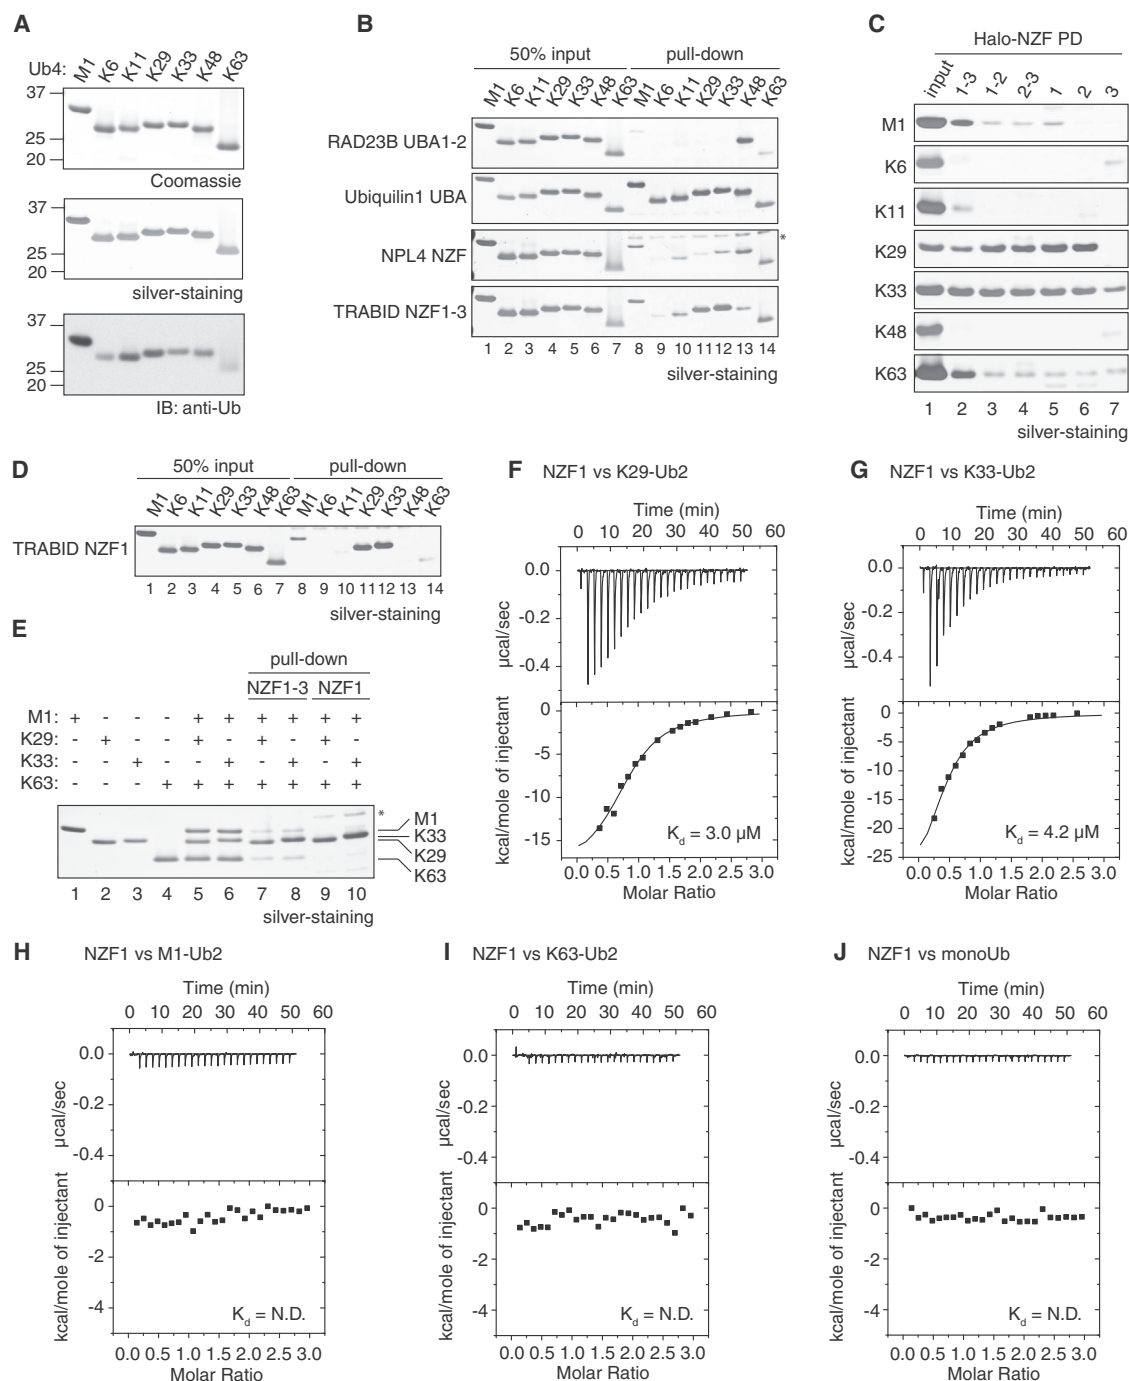 A
Ub4: M1 K6 K11 K29 K33 K48 K63
37
25
20
Coomassie
37
25
20
silver-staining
37
25
20
IB: anti-Ub
B
50% input pull-down
M1 K6 K11 K29 K33 K48 K63 M1 K6 K11 K29 K33 K48 K63
RAD23B UBA1-2
Ubiquilin1 UBA
NPL4 NZF *
TRABID NZF1-3
1 2 3 4 5 6 7 8 9 10 11 12 13 14
silver-staining
C
Halo-NZF PD
input 1-3 1-2 2-3 1 2 3
M1
K6
K11
K29
K33
K48
K63
1 2 3 4 5 6 7
silver-staining
D
50% input pull-down
M1 K6 K11 K29 K33 K48 K63 M1 K6 K11 K29 K33 K48 K63
TRABID NZF1
1 2 3 4 5 6 7 8 9 10 11 12 13 14
silver-staining
E
pull-down
NZF1-3 NZF1
M1: + - - - + + + + + +
K29: - + - - + - + - + -
K33: - - + - - + - + - +
K63: - - - + + + + + + +
*
M1
K33
K29
K63
1 2 3 4 5 6 7 8 9 10
silver-staining
F NZF1 vs K29-Ub2
Time (min)
0 10 20 30 40 50 60
0.0
-0.2
-0.4
µcal/sec
0
-5
-10
-15
kcal/mole of injectant
Kd = 3.0 µM
0.0 0.5 1.0 1.5 2.0 2.5 3.0
Molar Ratio
G NZF1 vs K33-Ub2
Time (min)
0 10 20 30 40 50 60
0.0
-0.2
-0.4
µcal/sec
0
-5
-10
-15
-20
-25
kcal/mole of injectant
Kd = 4.2 µM
0.0 0.5 1.0 1.5 2.0 2.5 3.0
Molar Ratio
H NZF1 vs M1-Ub2
Time (min)
0 10 20 30 40 50 60
0.0
-0.2
-0.4
µcal/sec
0
-2
-4
kcal/mole of injectant
Kd = N.D.
0.0 0.5 1.0 1.5 2.0 2.5 3.0
Molar Ratio
I NZF1 vs K63-Ub2
Time (min)
0 10 20 30 40 50 60
0.0
-0.2
-0.4
µcal/sec
0
-2
-4
kcal/mole of injectant
Kd = N.D.
0.0 0.5 1.0 1.5 2.0 2.5 3.0
Molar Ratio
J NZF1 vs monoUb
Time (min)
0 10 20 30 40 50 60
0.0
-0.2
-0.4
µcal/sec
0
-2
-4
kcal/mole of injectant
Kd = N.D.
0.0 0.5 1.0 1.5 2.0 2.5 3.0
Molar Ratio